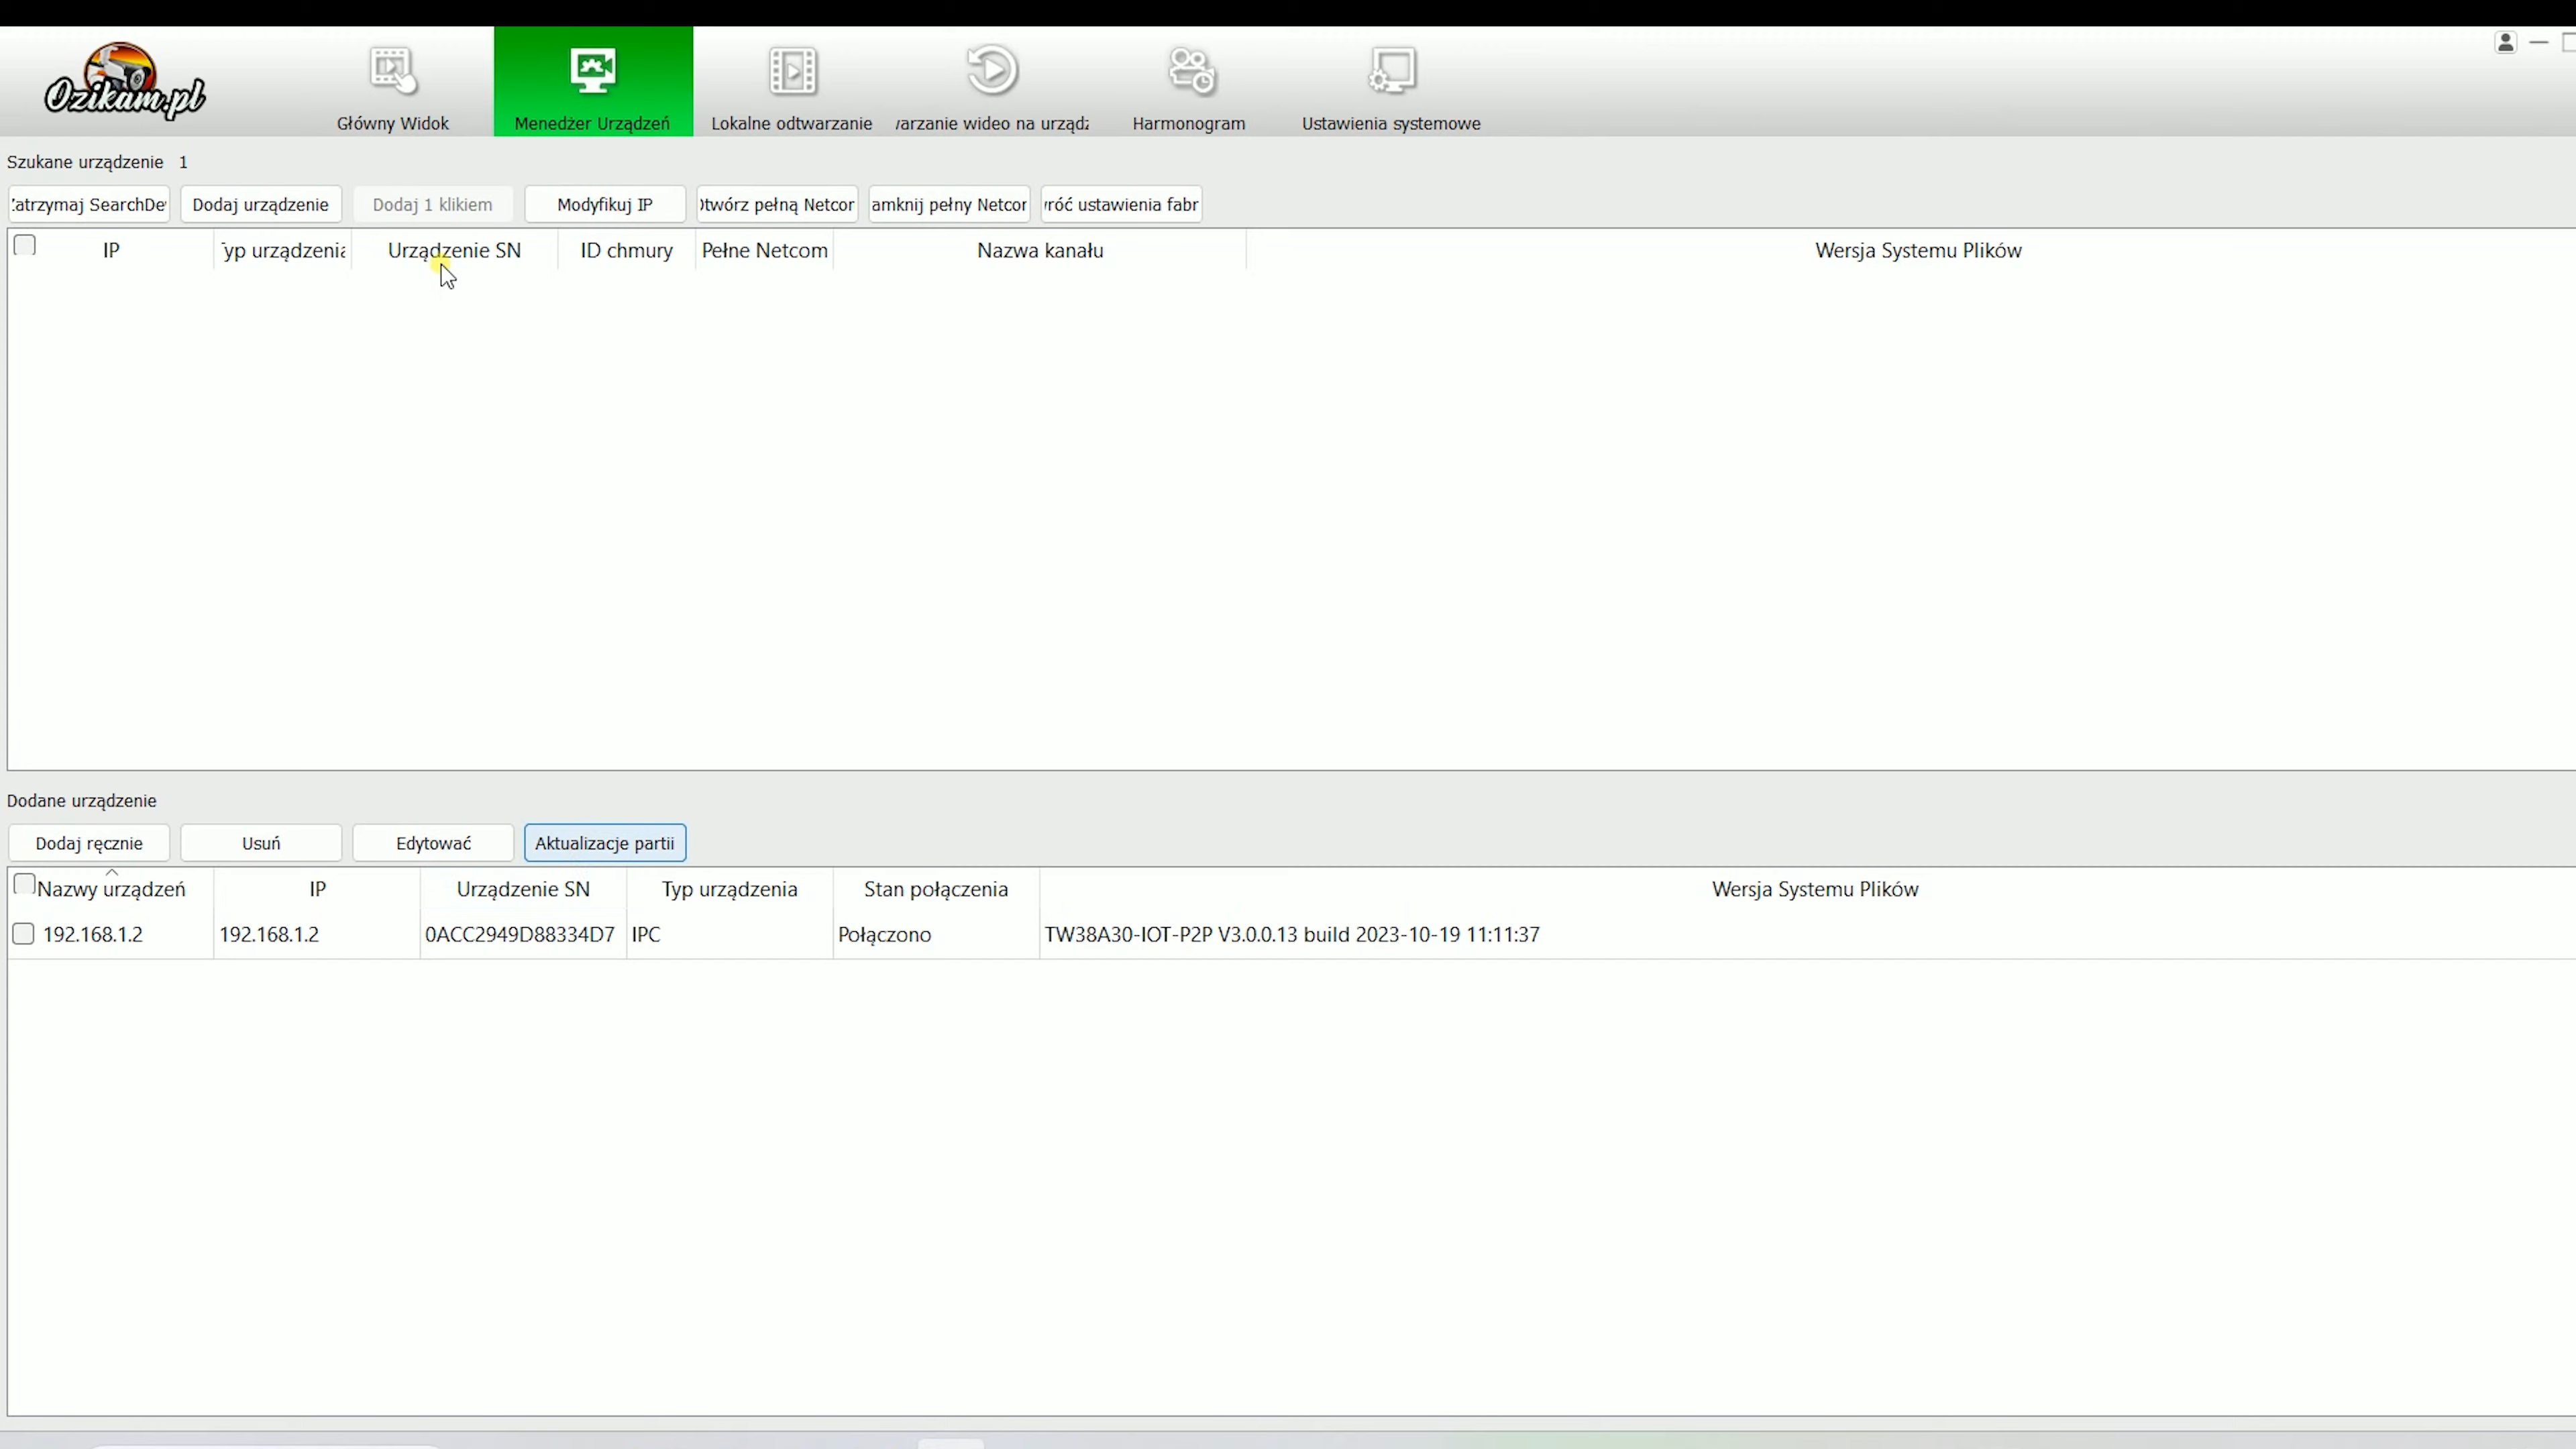 Ozikam.pl
Główny Widok
Menedżer Urządzeń
Lokalne odtwarzanie
arzanie wideo na urządz
Harmonogram
Ustawienia systemowe
Szukane urządzenie 1
atrzymaj SearchDe
Dodaj urządzenie
Dodaj 1 klikiem
Modyfikuj IP
twórz pełną Netcor
amknij pełny Netcor
róć ustawienia fabr
IP
yp urządzenia
Urządzenie SN
ID chmury
Pełne Netcom
Nazwa kanału
Wersja Systemu Plików
Dodane urządzenie
Dodaj ręcznie
Usuń
Edytować
Aktualizacje partii
Nazwy urządzeń
IP
Urządzenie SN
Typ urządzenia
Stan połączenia
Wersja Systemu Plików
192.168.1.2
192.168.1.2
0ACC2949D88334D7
IPC
Połączono
TW38A30-IOT-P2P V3.0.0.13 build 2023-10-19 11:11:37